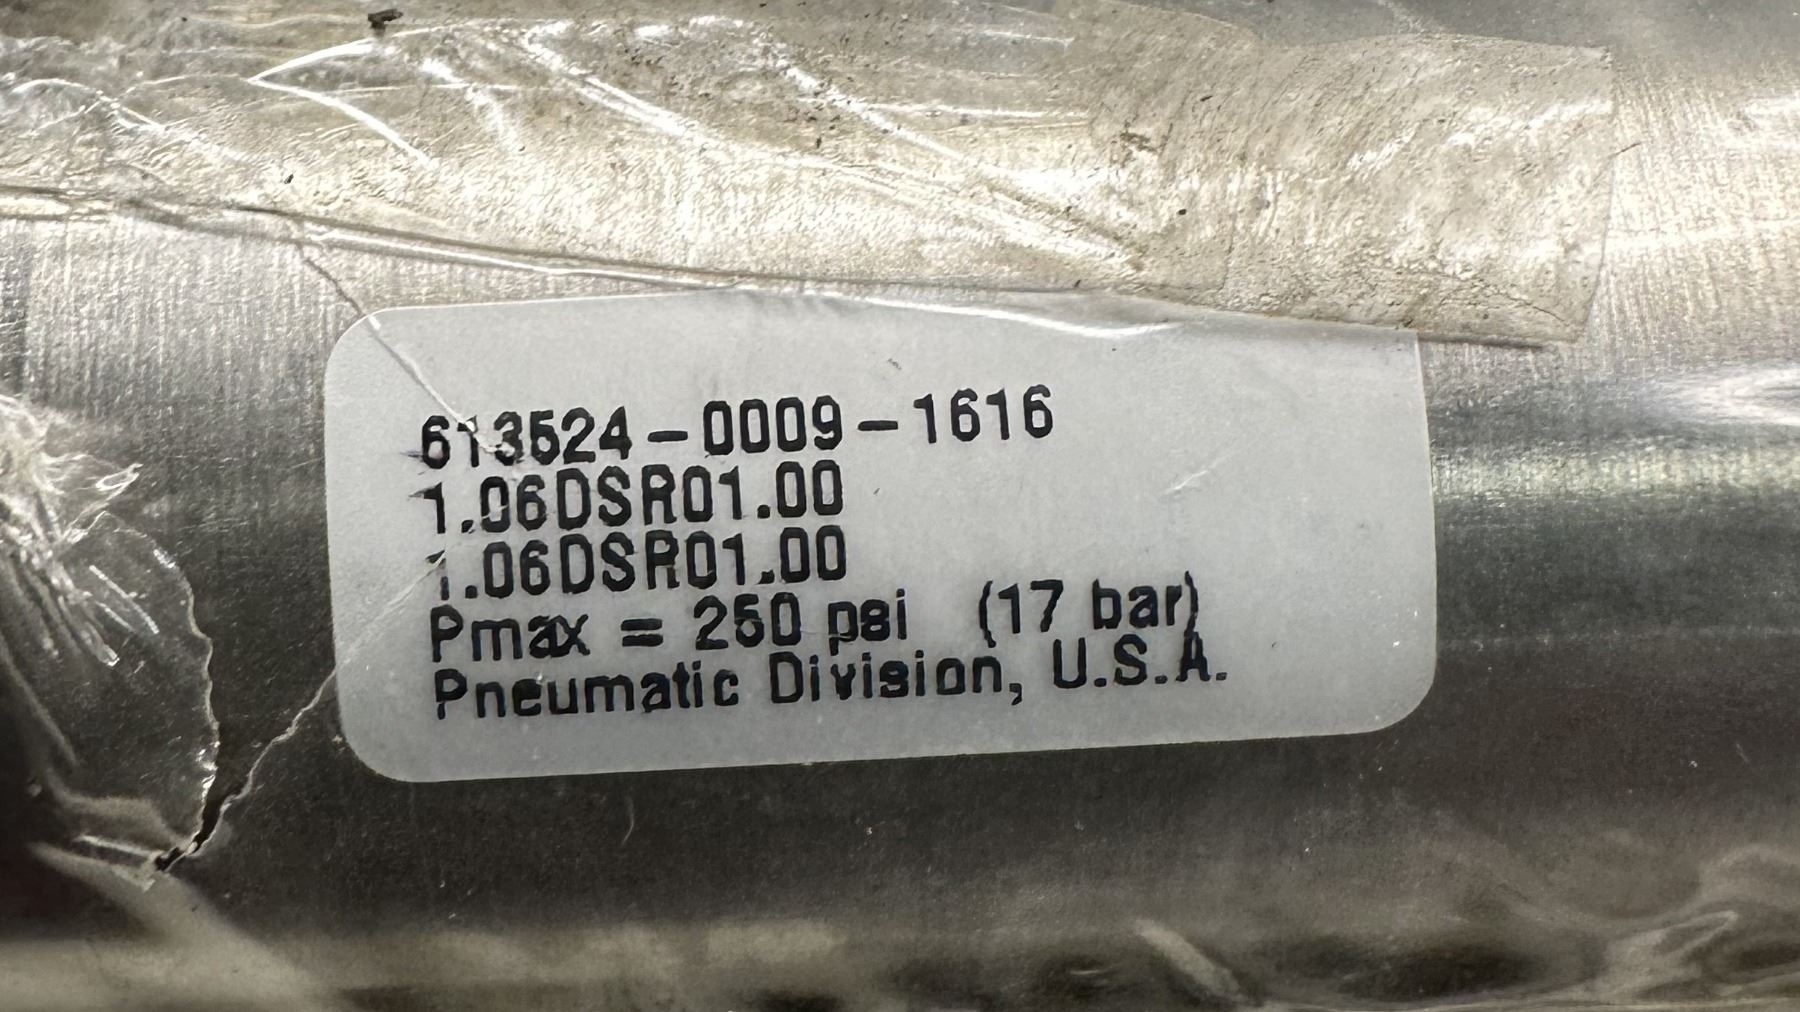 613524-0009-1616
1.06DSR01.00
1.06DSR01.00
Pmax = 250 psi (17 bar)
Pneumatic Division, U.S.A.